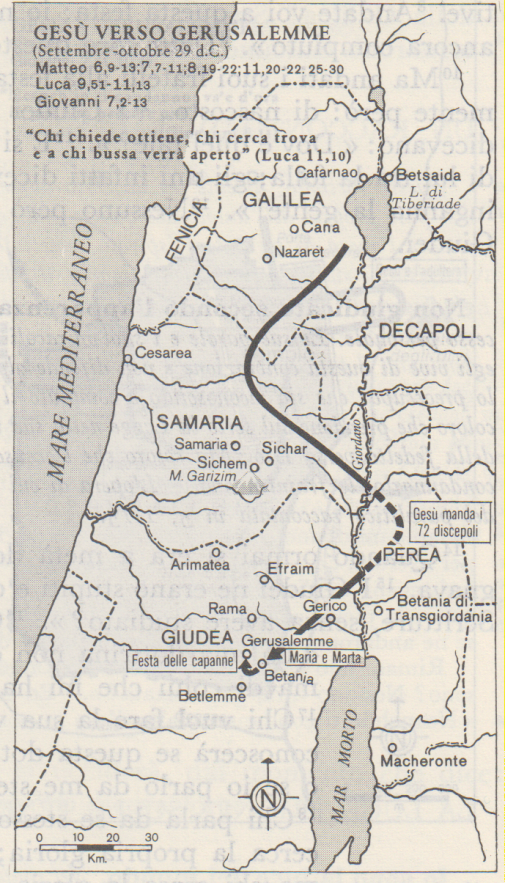 GESÙ VERSO GERUSALEMME
(Settembre-ottobre 29 d.C.)
Matteo 6,9-13;7,7-11;8,19-22;11,20-22;25-30
Luca 9,51-11,13
Giovanni 7,2-13
“Chi chiede ottiene, chi cerca trova
e a chi bussa verrà aperto” (Luca 11,10)
Cafarnao
Betsaida
L. di
Tiberiade
GALILEA
FENICIA
Cana
Nazaret
MARE MEDITERRANEO
DECAPOLI
Cesarea
SAMARIA
Samaria
Sichar
Sichem
M. Garizim
Giordano
Gesù manda i
72 discepoli
PEREA
Arimatea
Efram
Rama
Gerico
Betania di
Transgiordania
GIUDEA
Gerusalemme
Festa delle capanne
Maria e Marta
Betania
Betlemme
MAR MORTO
Macheronte
N
0 10 20 30
Km.